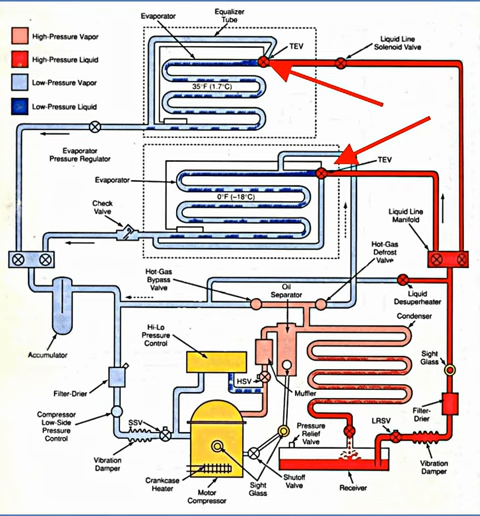 Evaporator
Equalizer
Tube
High-Pressure Vapor
High-Pressure Liquid
Low-Pressure Vapor
Low-Pressure Liquid
TEV
Liquid Line
Solenoid Valve
35°F (1.7°C)
Evaporator
Pressure Regulator
TEV
Evaporator
0°F (–18°C)
Check
Valve
Liquid Line
Manifold
Hot-Gas
Bypass
Valve
Oil
Separator
Hot-Gas
Defrost
Valve
Liquid
Desuperheater
Condenser
Accumulator
Hi-Lo
Pressure
Control
Sight
Glass
HSV
Muffler
Filter-Drier
Filter-
Drier
Compressor
Low-Side
Pressure
Control
SSV
Pressure
Relief
Valve
LRSV
Vibration
Damper
Crankcase
Heater
Motor
Compressor
Sight
Glass
Shutoff
Valve
Receiver
Vibration
Damper